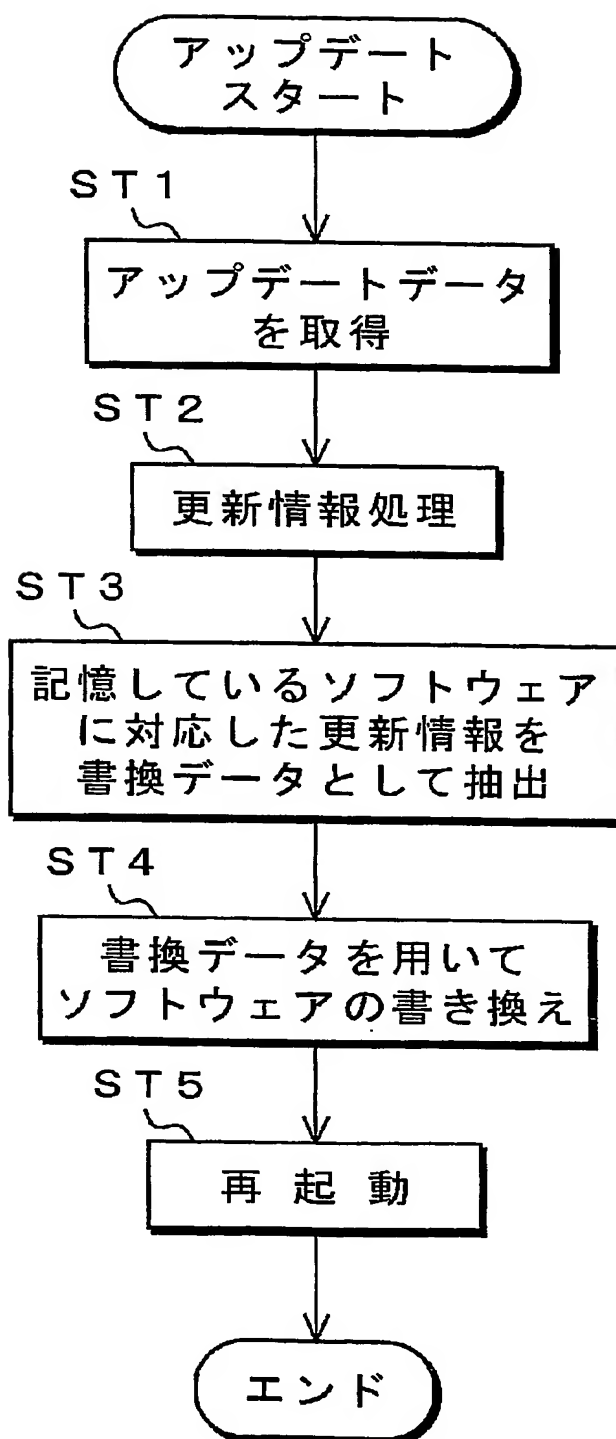 アップデート
スタート
ST1
アップデートデータ
を取得
ST2
更新情報処理
ST3
記憶しているソフトウェア
に対応した更新情報を
書換データとして抽出
ST4
書換データを用いて
ソフトウェアの書き換え
ST5
再起動
エンド